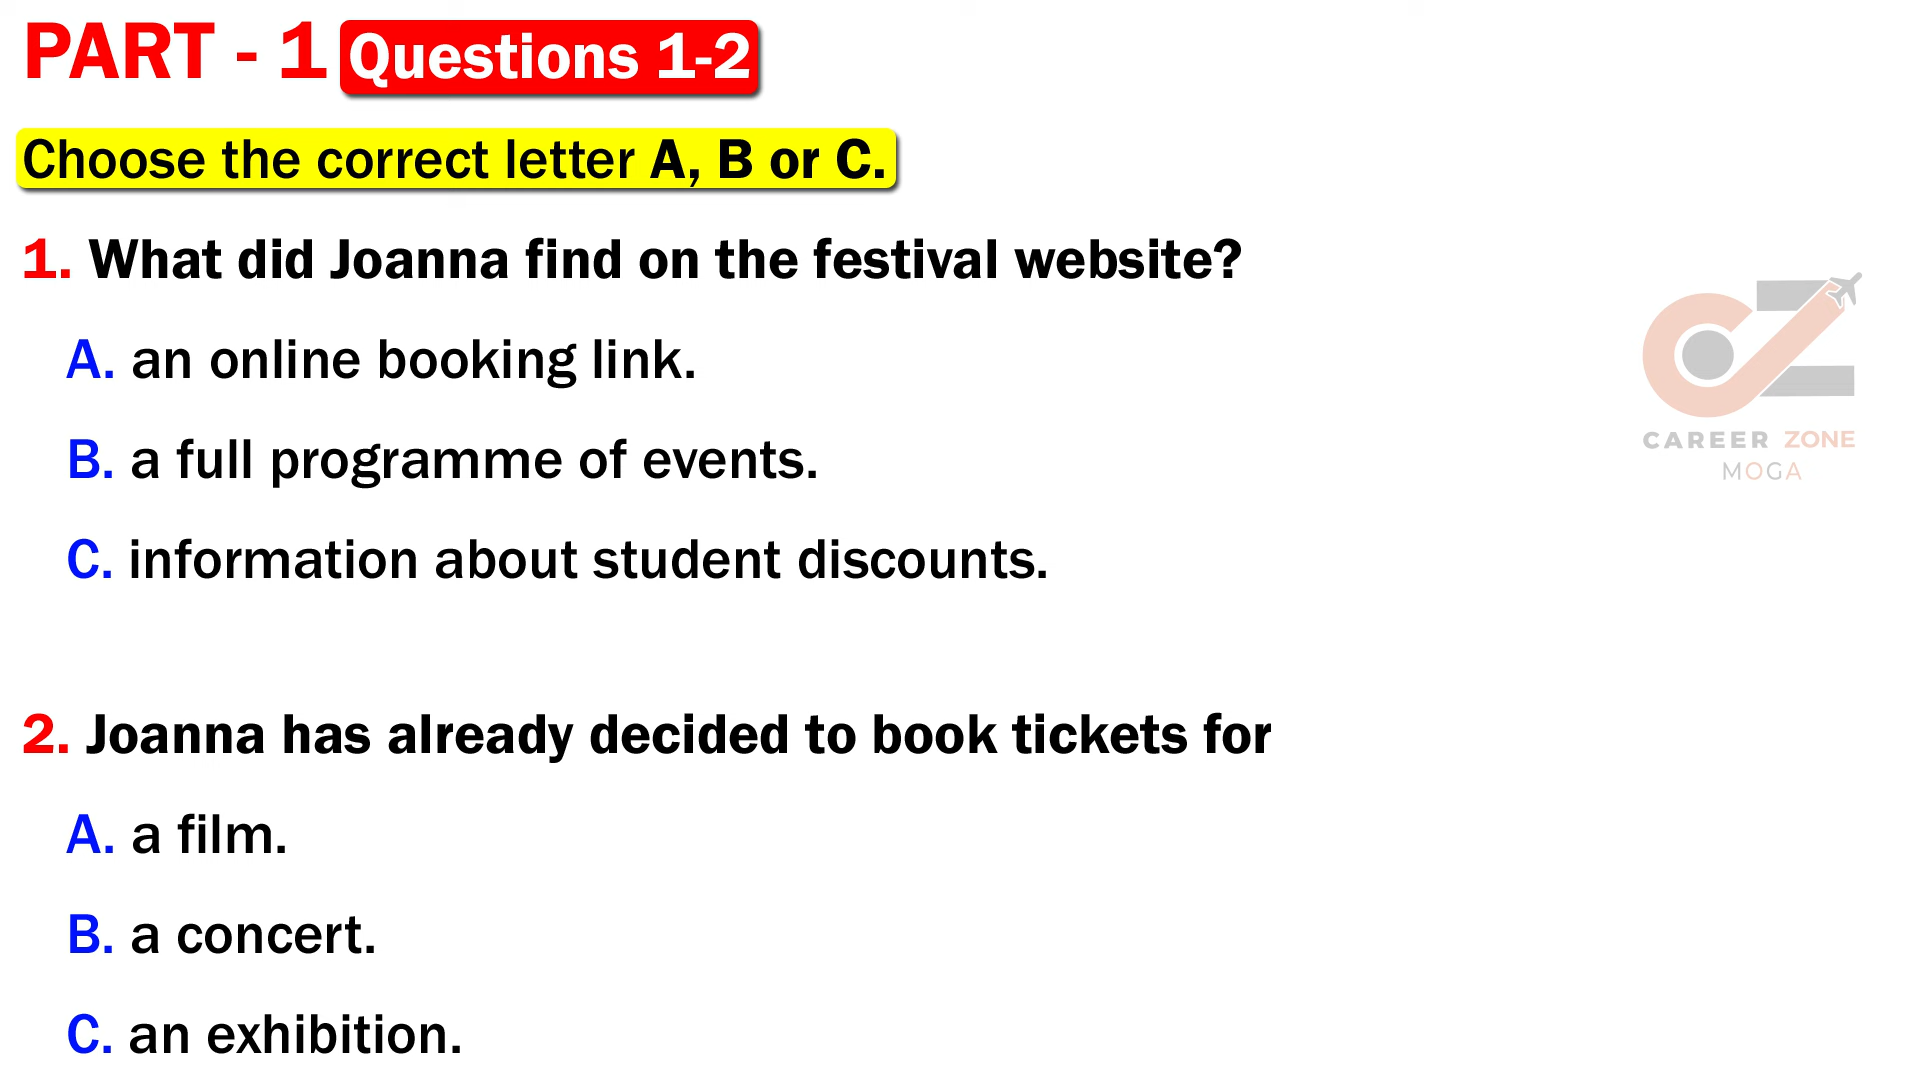 PART - 1 Questions 1-2
Choose the correct letter A, B or C.
1. What did Joanna find on the festival website?
A. an online booking link.
B. a full programme of events.
C. information about student discounts.
CAREER ZONE
MOGA
2. Joanna has already decided to book tickets for
A. a film.
B. a concert.
C. an exhibition.